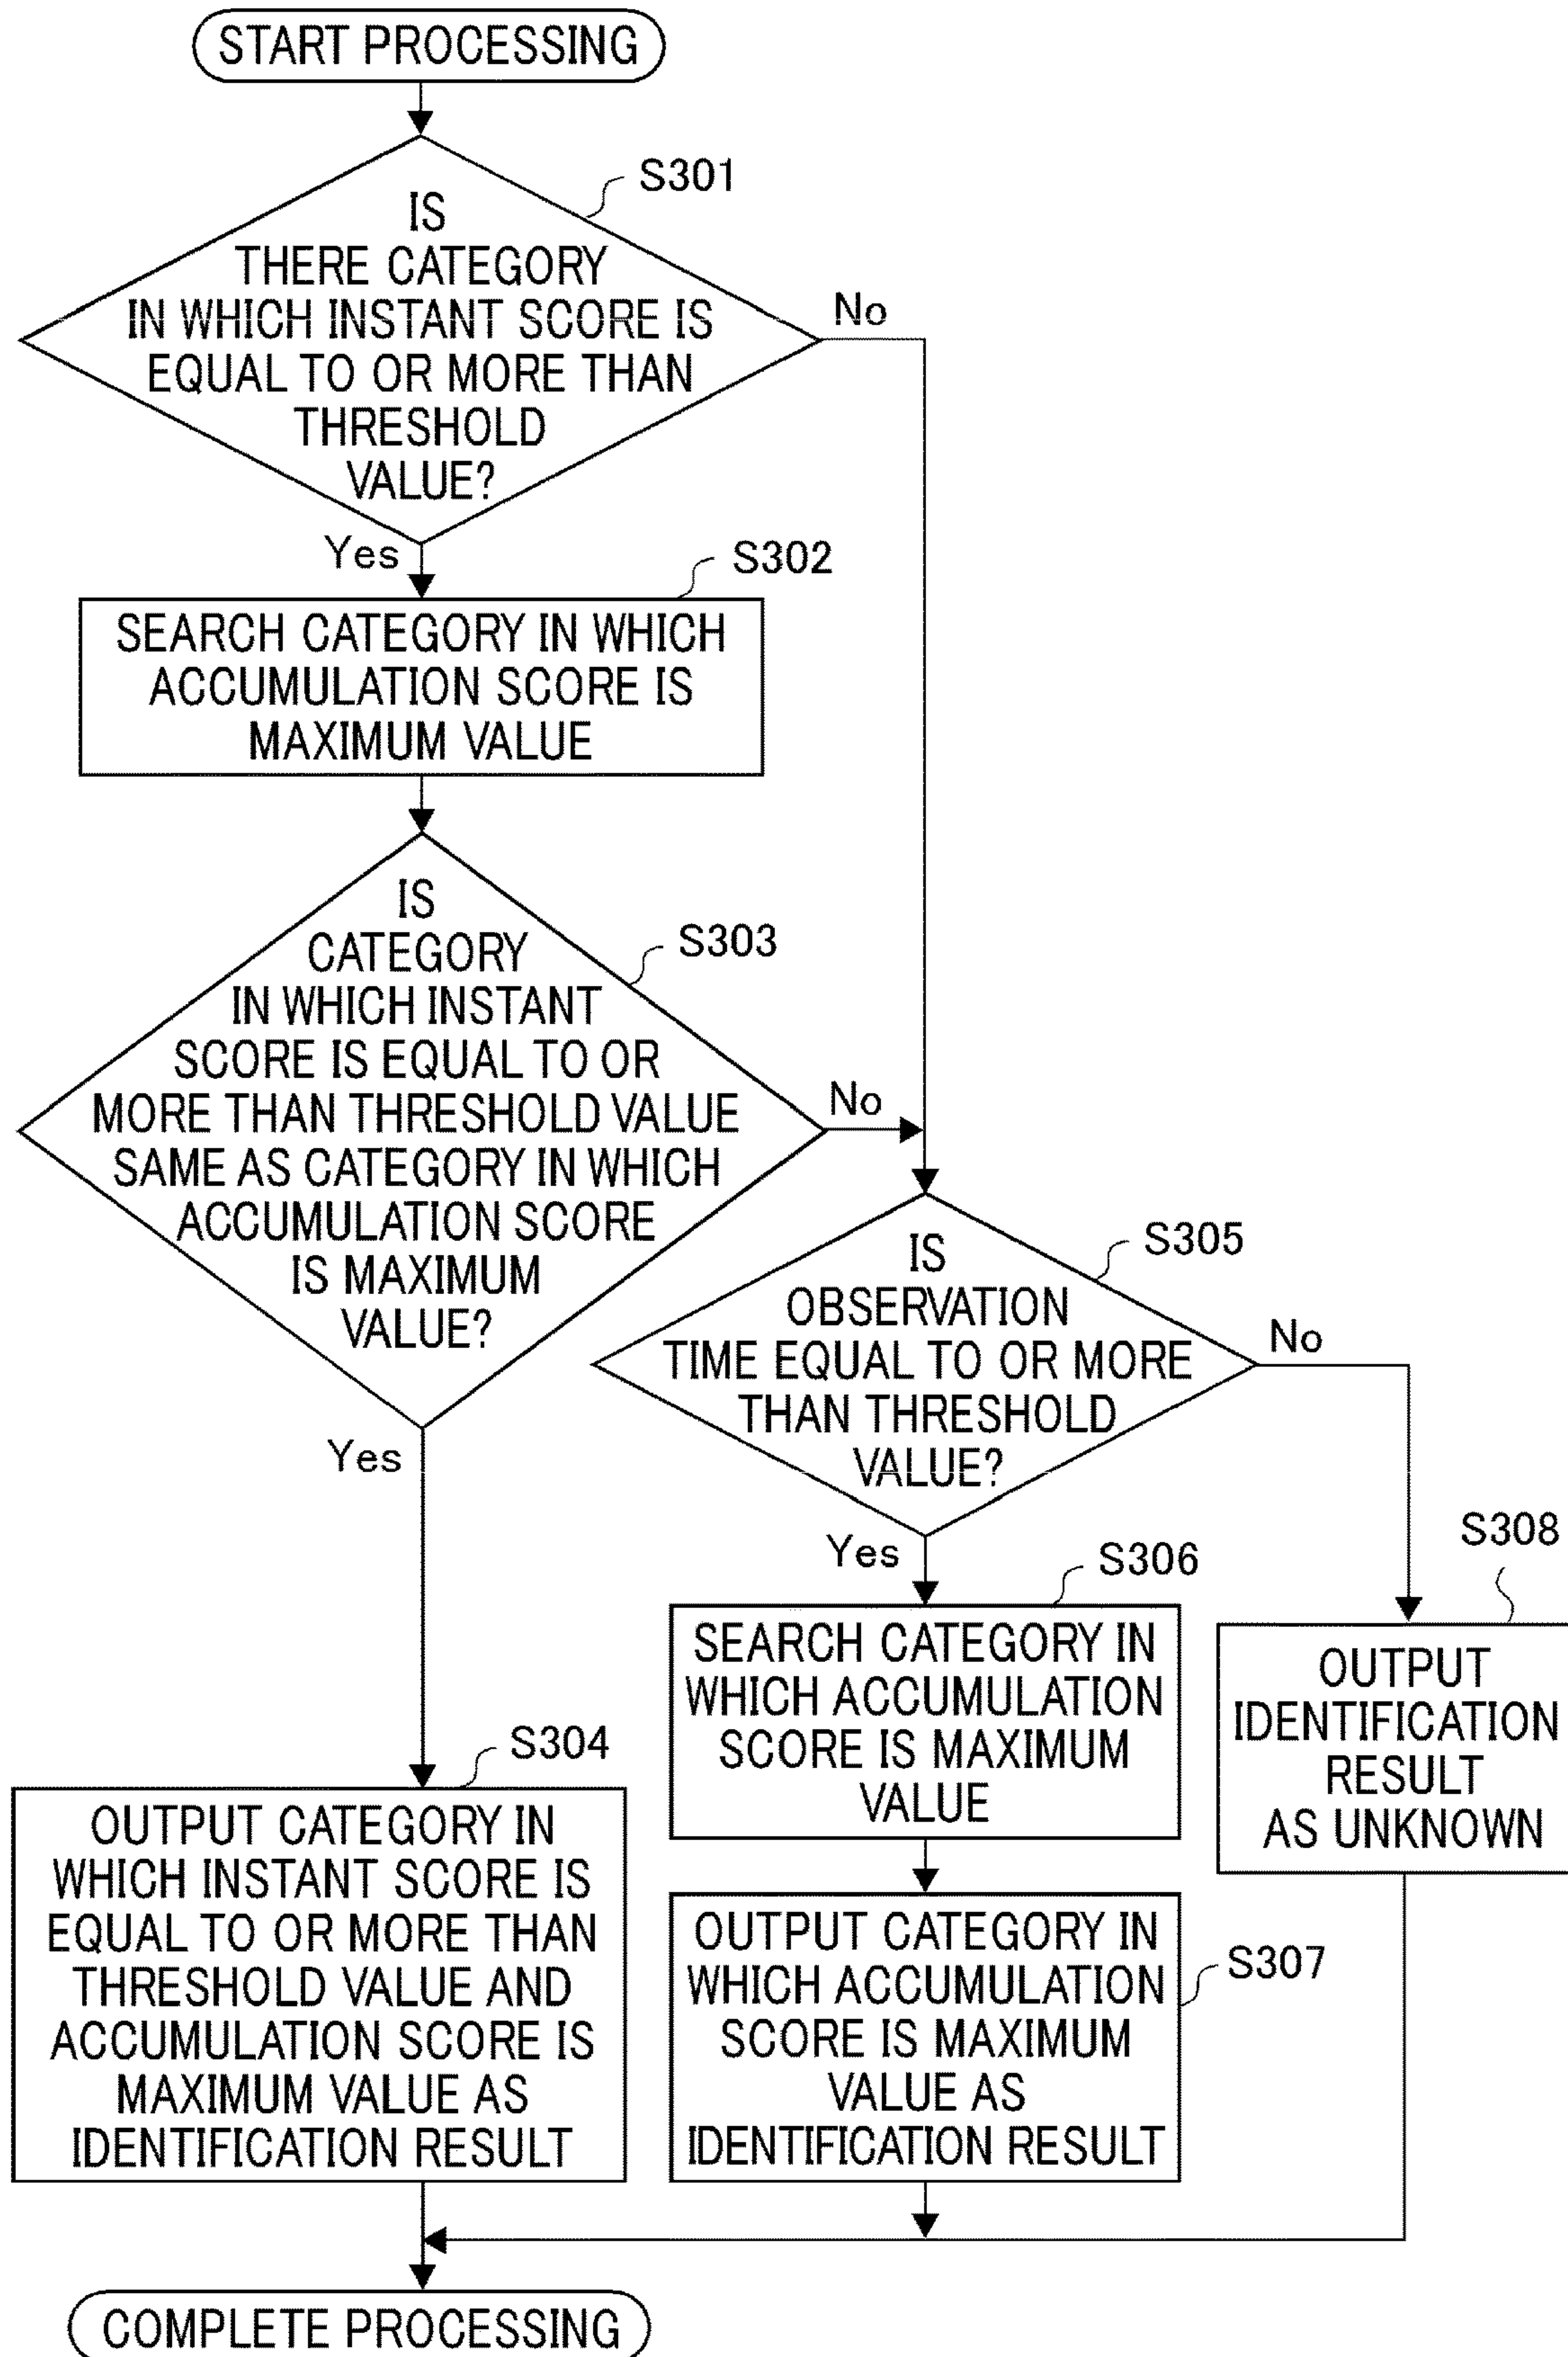 START PROCESSING
S301
IS
THERE CATEGORY
IN WHICH INSTANT SCORE IS
EQUAL TO OR MORE THAN
THRESHOLD
VALUE?
No
Yes
S302
SEARCH CATEGORY IN WHICH
ACCUMULATION SCORE IS
MAXIMUM VALUE
S303
IS
CATEGORY
IN WHICH INSTANT
SCORE IS EQUAL TO OR
MORE THAN THRESHOLD VALUE
SAME AS CATEGORY IN WHICH
ACCUMULATION SCORE
IS MAXIMUM
VALUE?
No
Yes
S305
IS
OBSERVATION
TIME EQUAL TO OR MORE
THAN THRESHOLD
VALUE?
No
Yes
S304
OUTPUT CATEGORY IN
WHICH INSTANT SCORE IS
EQUAL TO OR MORE THAN
THRESHOLD VALUE AND
ACCUMULATION SCORE IS
MAXIMUM VALUE AS
IDENTIFICATION RESULT
S306
SEARCH CATEGORY IN
WHICH ACCUMULATION
SCORE IS MAXIMUM
VALUE
S307
OUTPUT CATEGORY IN
WHICH ACCUMULATION
SCORE IS MAXIMUM
VALUE AS
IDENTIFICATION RESULT
S308
OUTPUT
IDENTIFICATION
RESULT
AS UNKNOWN
COMPLETE PROCESSING